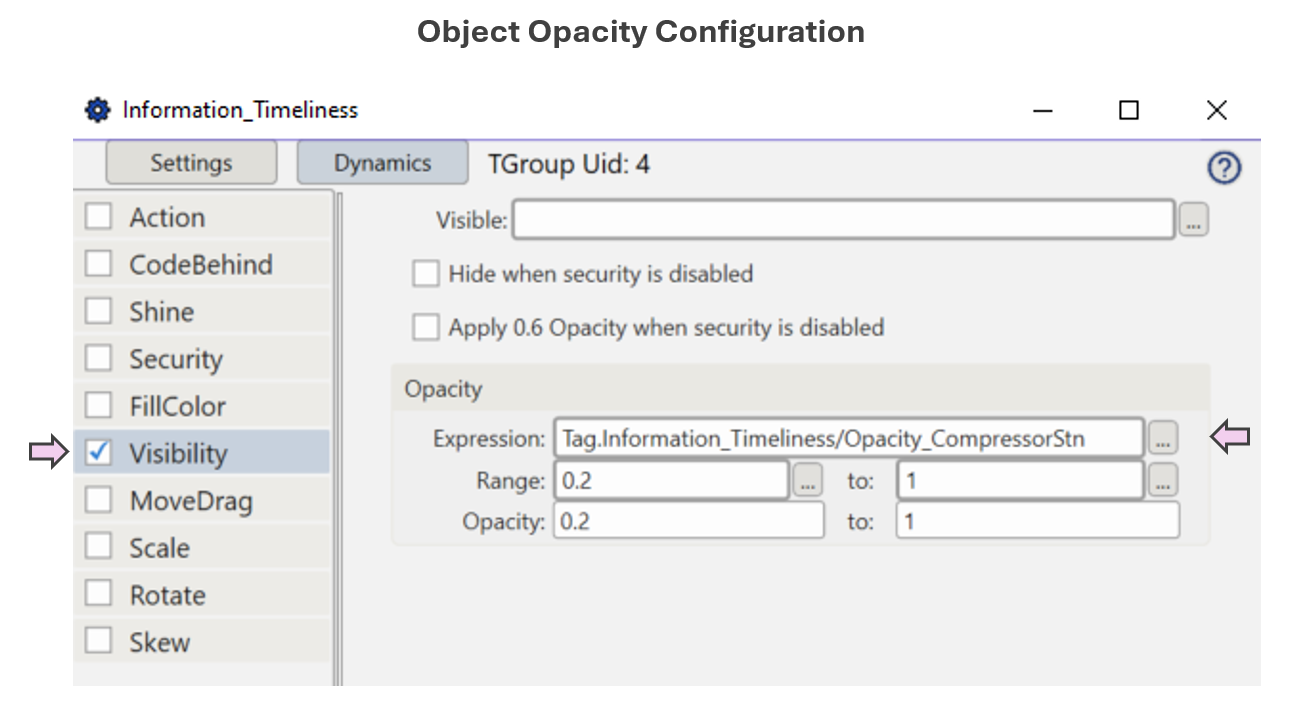 Object Opacity Configuration
Information_Timeliness
Settings
Dynamics
TGroup Uid: 4
Action
CodeBehind
Shine
Security
FillColor
Visibility
MoveDrag
Scale
Rotate
Skew
Visible:
...
Hide when security is disabled
Apply 0.6 Opacity when security is disabled
Opacity
Expression: Tag.Information_Timeliness/Opacity_CompressorStn ...
Range: 0.2 ... to: 1 ...
Opacity: 0.2 to: 1